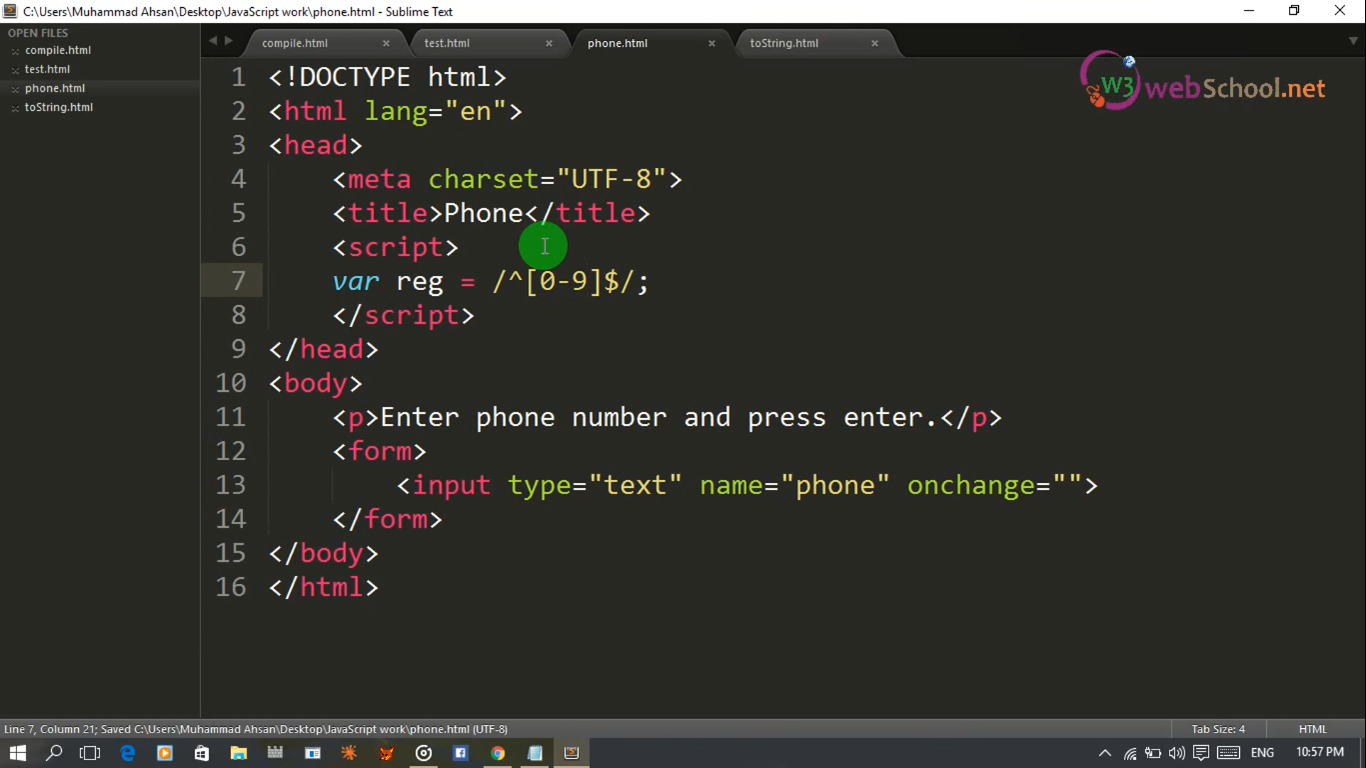 C:\Users\Muhammad Ahsan\Desktop\JavaScript work\phone.html - Sublime Text
OPEN FILES
compile.html
test.html
phone.html
toString.html
compile.html test.html phone.html toString.html
W3 webSchool.net
1 <!DOCTYPE html>
2 <html lang="en">
3 <head>
4 <meta charset="UTF-8">
5 <title>Phone</title>
6 <script>
7 var reg = /^[0-9]$/;
8 </script>
9 </head>
10 <body>
11 <p>Enter phone number and press enter.</p>
12 <form>
13 <input type="text" name="phone" onchange="">
14 </form>
15 </body>
16 </html>
Line 7, Column 21; Saved C:\Users\Muhammad Ahsan\Desktop\JavaScript work\phone.html (UTF-8) Tab Size: 4 HTML
ENG 10:57 PM